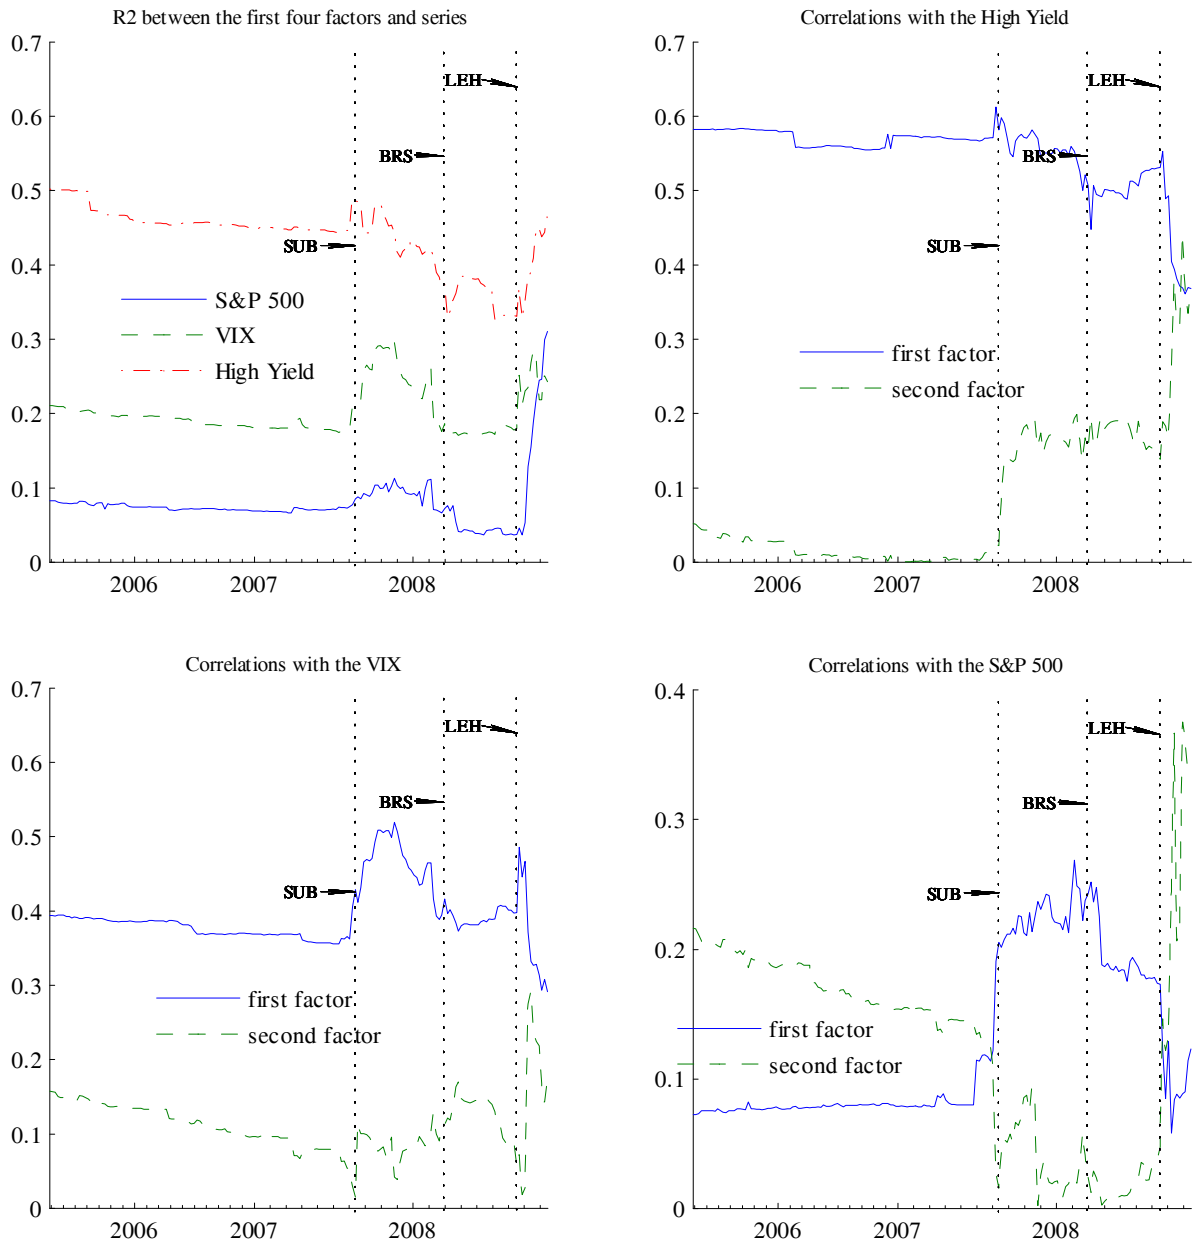 R2 between the first four factors and series
0.7
0.6
0.5
0.4
0.3
0.2
0.1
0
LEH
BRS
SUB
S&P 500
VIX
High Yield
2006 2007 2008
Correlations with the High Yield
0.7
0.6
0.5
0.4
0.3
0.2
0.1
0
LEH
BRS
SUB
first factor
second factor
2006 2007 2008
Correlations with the VIX
0.7
0.6
0.5
0.4
0.3
0.2
0.1
0
LEH
BRS
SUB
first factor
second factor
2006 2007 2008
Correlations with the S&P 500
0.4
0.3
0.2
0.1
0
LEH
BRS
SUB
first factor
second factor
2006 2007 2008